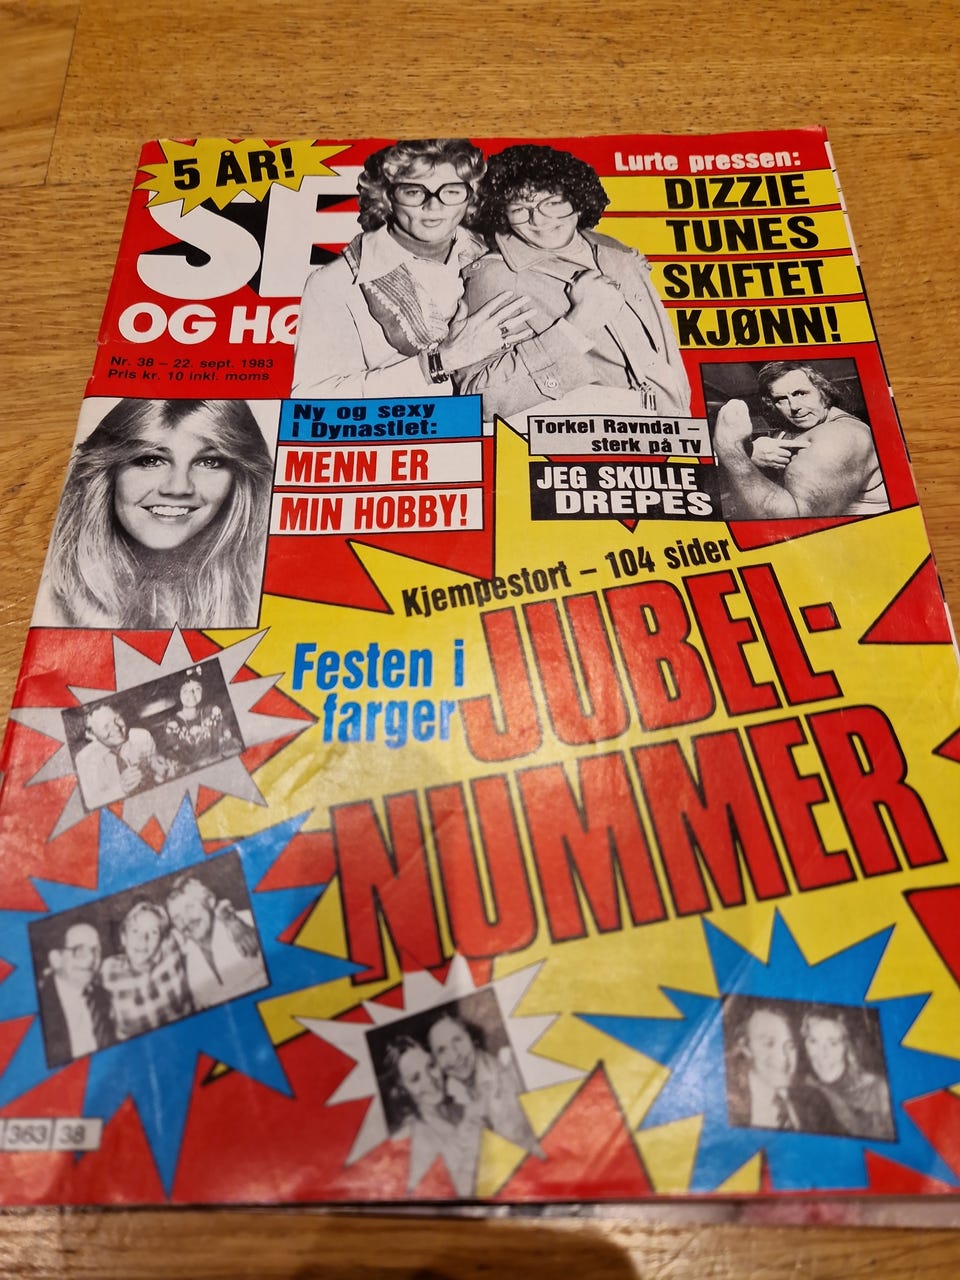 5 ÅR!
SE
OG HØ
Nr. 38 – 22. sept. 1983
Pris kr. 10 inkl. moms
Lurte pressen:
DIZZIE
TUNES
SKIFTET
KJØNN!
Ny og sexy
i Dynastiet:
MENN ER
MIN HOBBY!
Torkel Ravndal –
sterk på TV
JEG SKULLE
DREPES
Kjempestort – 104 sider
Festen i
farger
JUBEL-
NUMMER
363 38